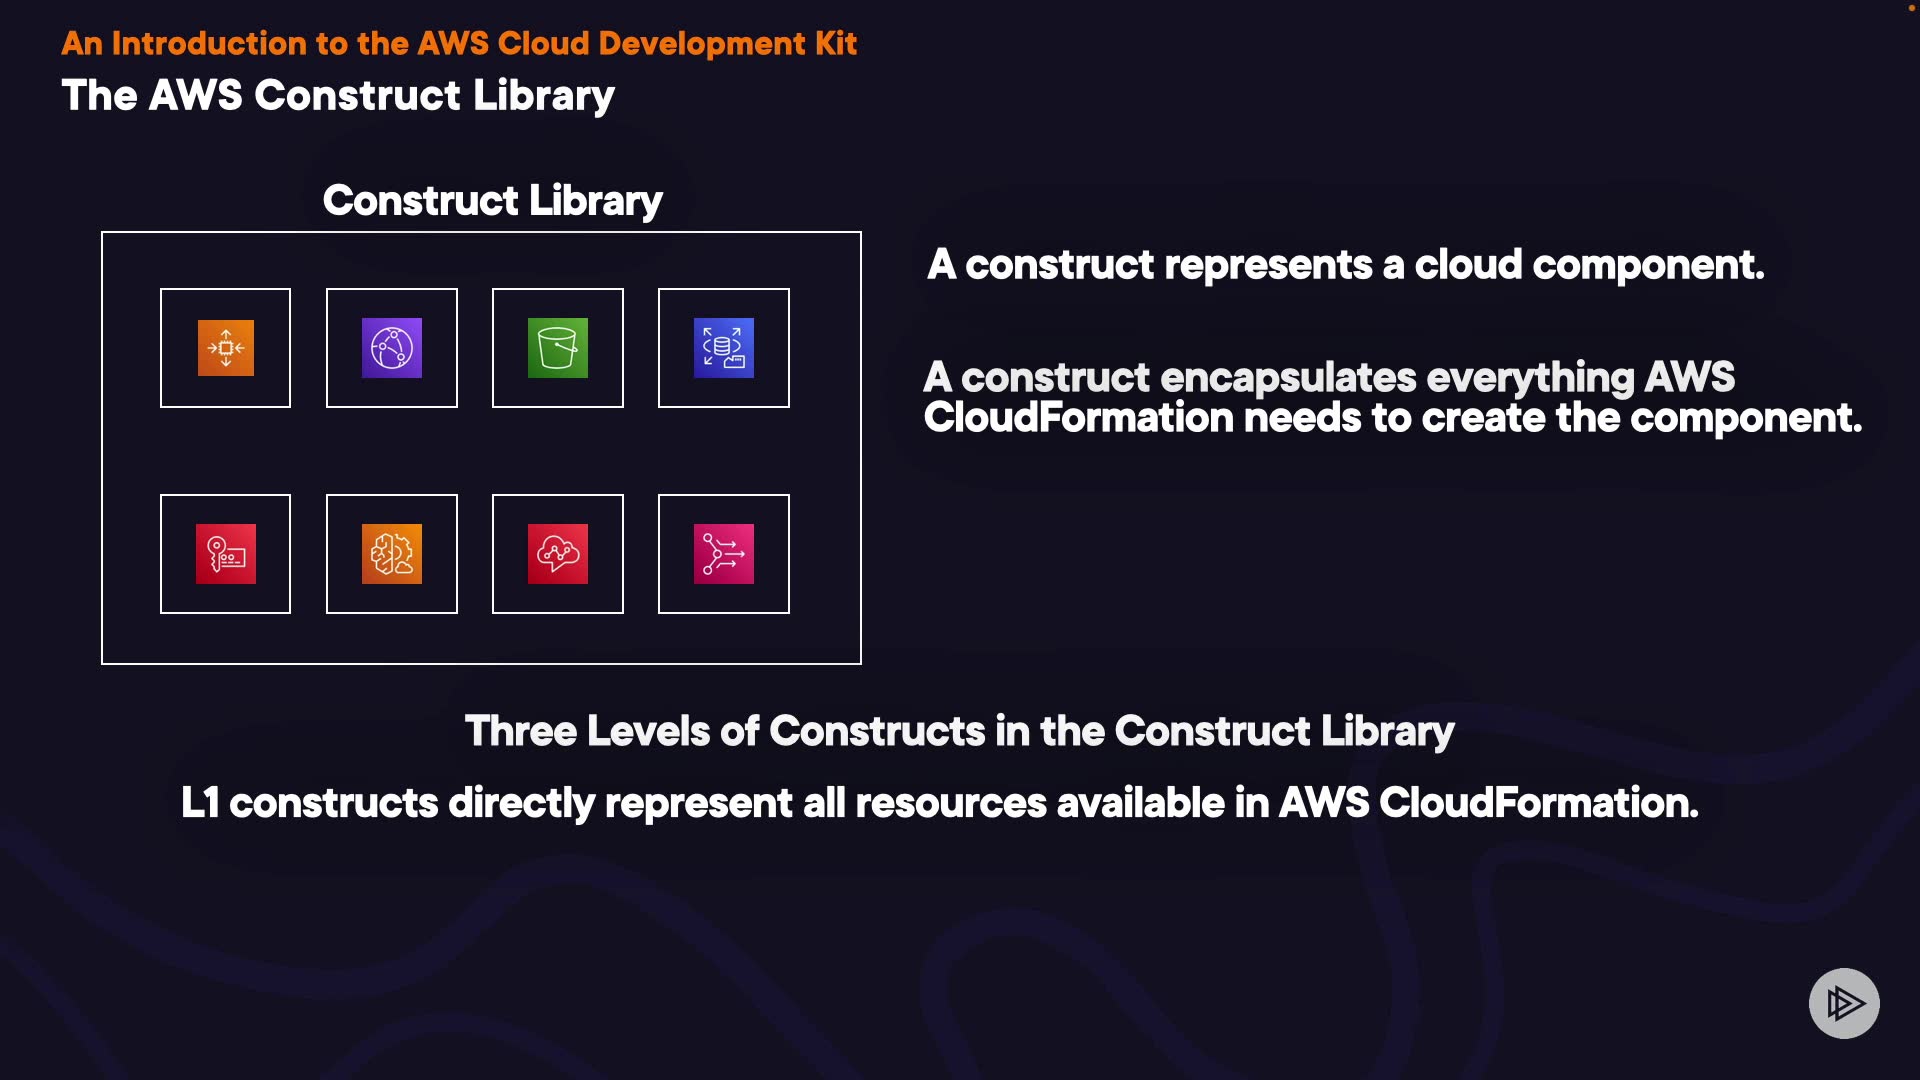 An Introduction to the AWS Cloud Development Kit
The AWS Construct Library
Construct Library
A construct represents a cloud component.
A construct encapsulates everything AWS
CloudFormation needs to create the component.
Three Levels of Constructs in the Construct Library
L1 constructs directly represent all resources available in AWS CloudFormation.